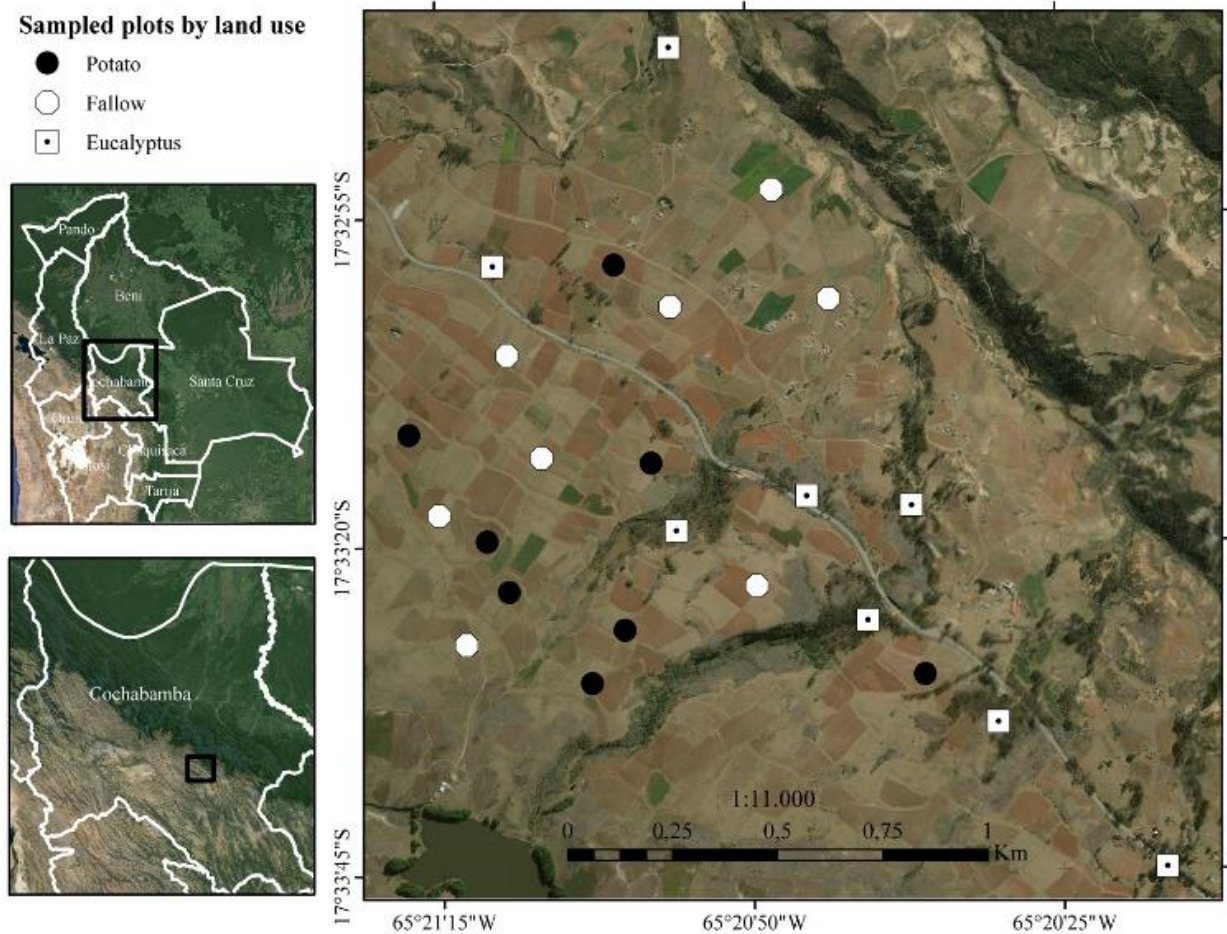 Sampled plots by land use
Potato
Fallow
Eucalyptus
Pando
Beni
La Paz
Santa Cruz
Tarija
Cochabamba
17°32'55"S
17°33'20"S
17°33'45"S
1:11.000
0 0,25 0,5 0,75 1
Km
65°21'15"W 65°20'50"W 65°20'25"W